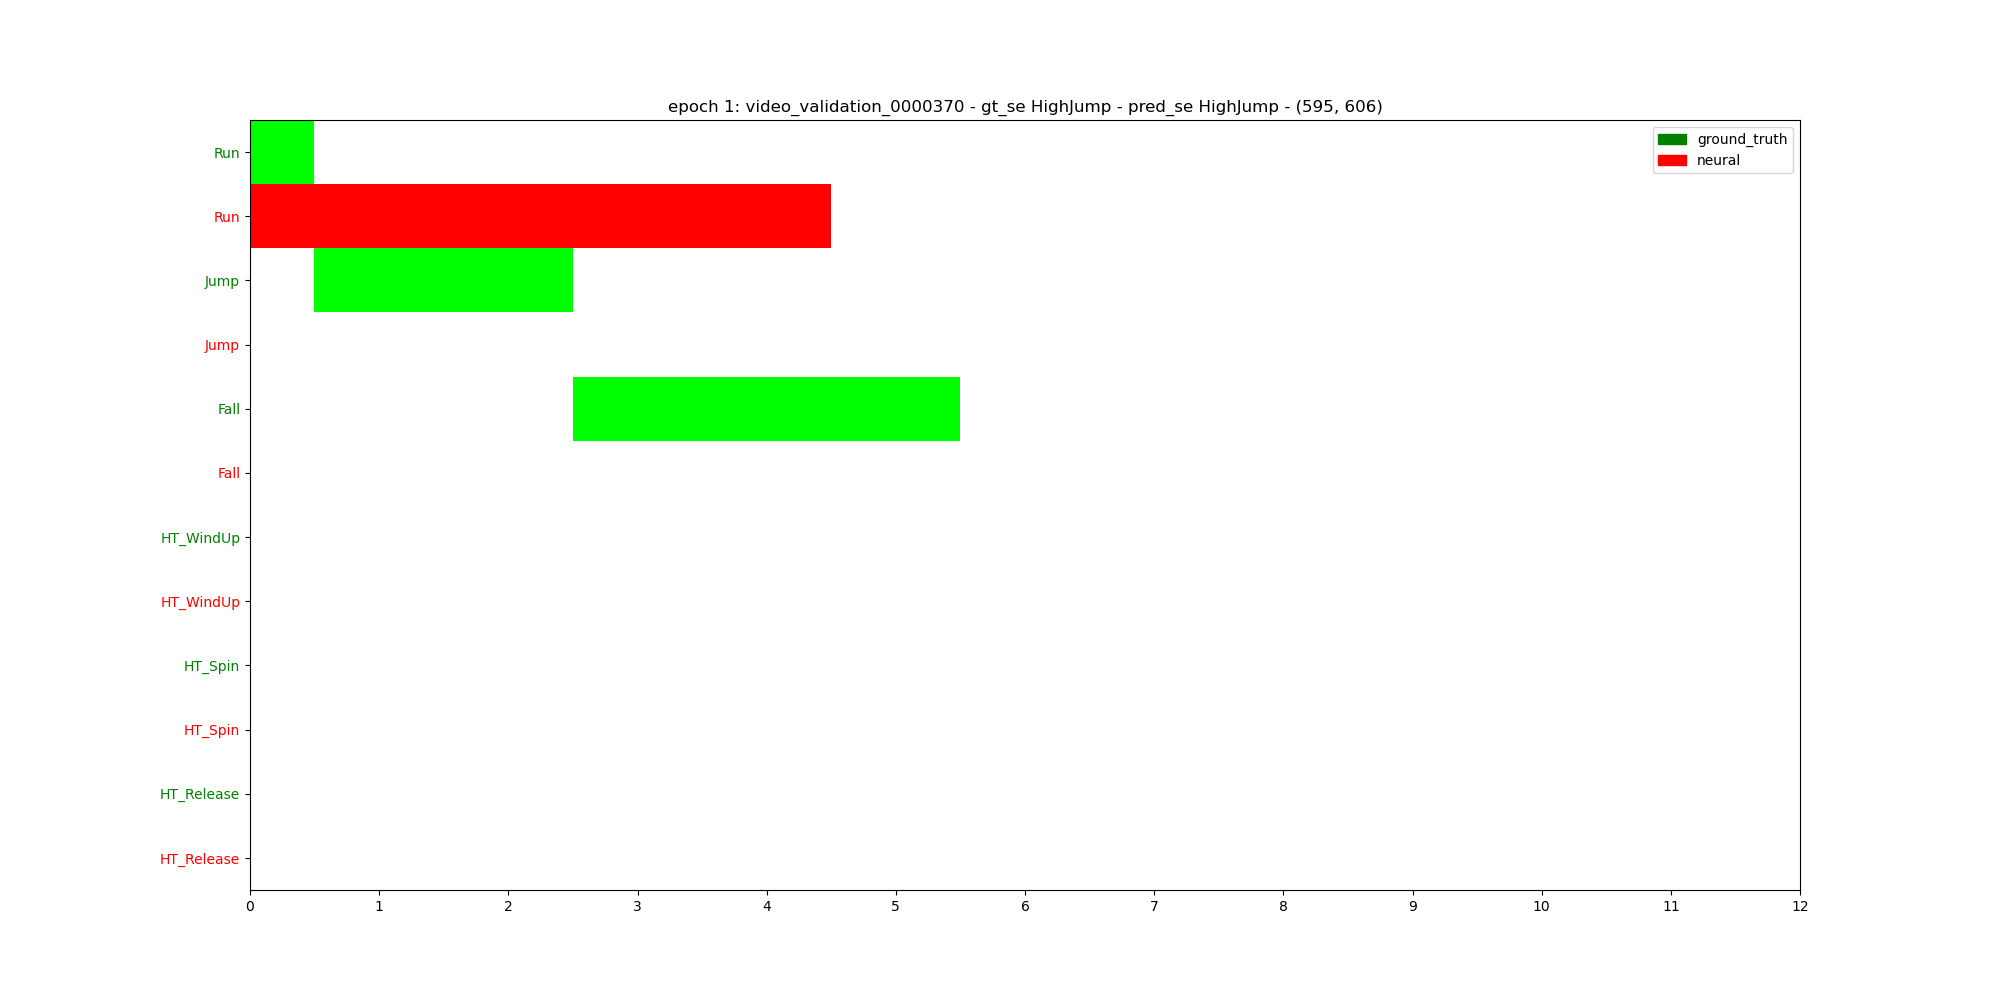 epoch 1: video_validation_0000370 - gt_se HighJump - pred_se HighJump - (595, 606)
ground_truth
neural
Run
Run
Jump
Jump
Fall
Fall
HT_WindUp
HT_WindUp
HT_Spin
HT_Spin
HT_Release
HT_Release
0 1 2 3 4 5 6 7 8 9 10 11 12